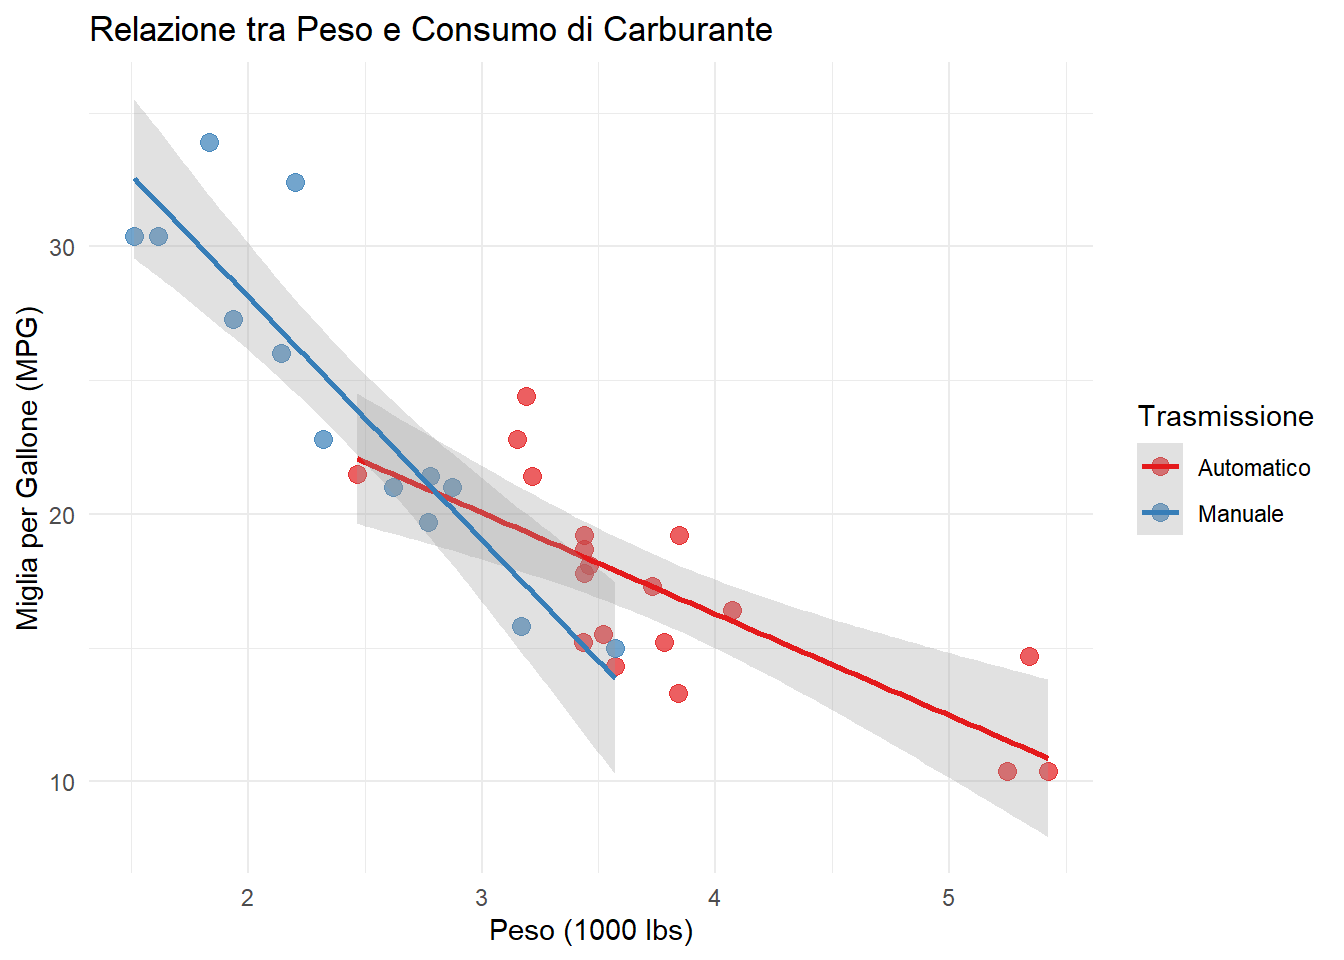 Relazione tra Peso e Consumo di Carburante
Miglia per Gallone (MPG)
30
20
10
2
3
4
5
Peso (1000 lbs)
Trasmissione
Automatico
Manuale